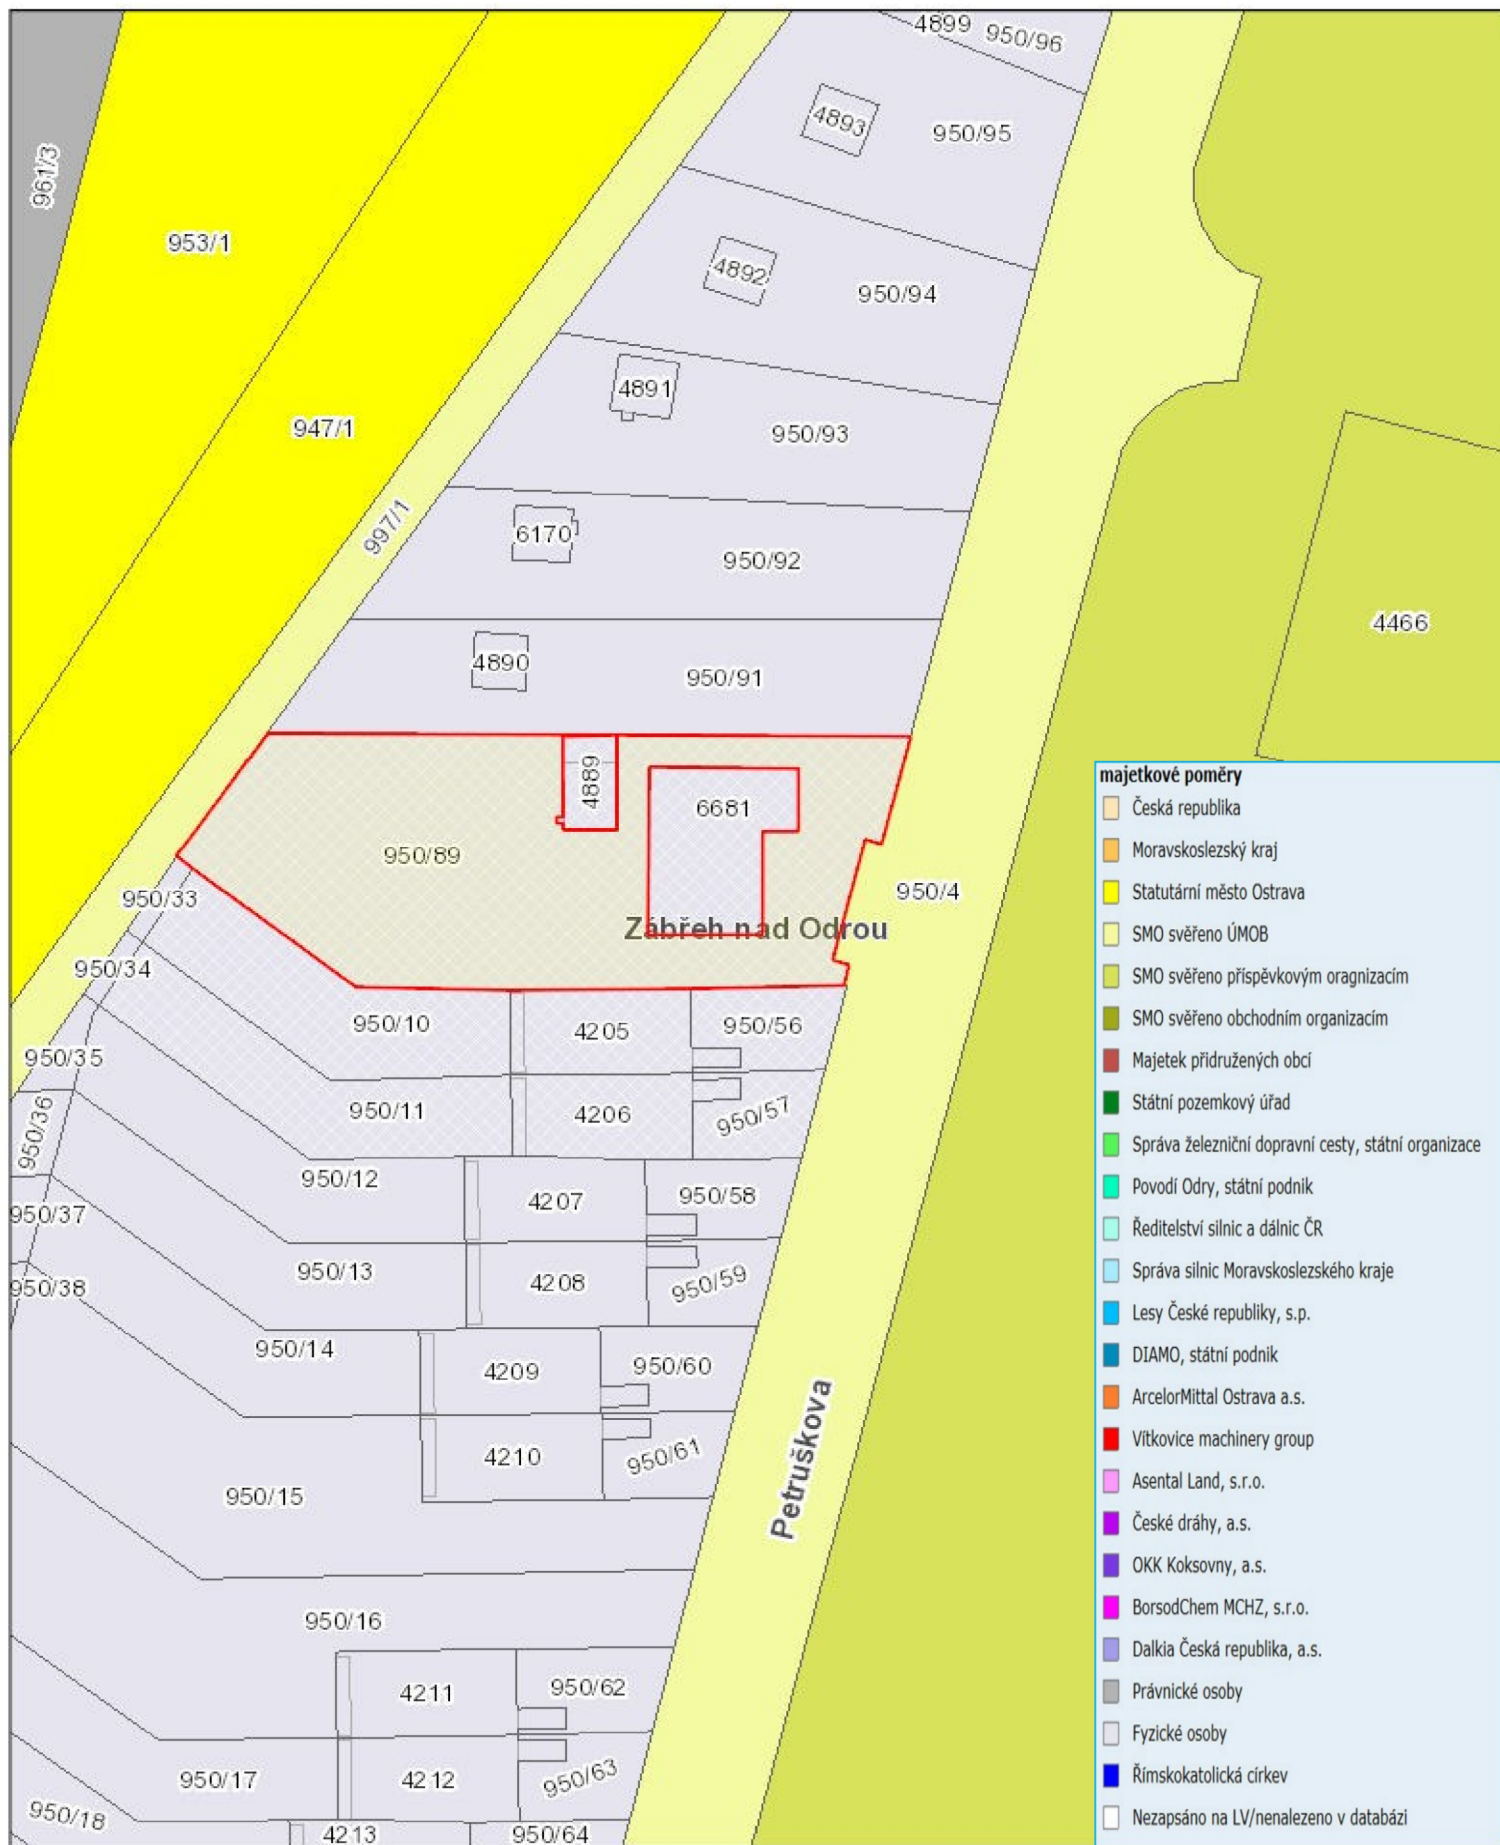 4899 950/96
4893
950/95
961/3
953/1
4892
950/94
4891
950/93
947/1
997/1
6170
950/92
4466
4890
950/91
4889
6681
950/89
950/4
950/33
Zábřeh nad Odrou
950/34
950/10
4205
950/56
950/35
950/11
4206
950/57
950/36
950/12
4207
950/58
950/37
950/13
4208
950/59
950/38
950/14
4209
950/60
4210
950/61
Petruškova
950/15
950/16
4211
950/62
950/17
4212
950/63
950/18
4213
950/64
majetkové poměry
Česká republika
Moravskoslezský kraj
Statutární město Ostrava
SMO svěřeno ÚMOB
SMO svěřeno příspěvkovým oragnizacím
SMO svěřeno obchodním organizacím
Majetek přidružených obcí
Státní pozemkový úřad
Správa železniční dopravní cesty, státní organizace
Povodí Odry, státní podnik
Ředitelství silnic a dálnic ČR
Správa silnic Moravskoslezského kraje
Lesy České republiky, s.p.
DIAMO, státní podnik
ArcelorMittal Ostrava a.s.
Vítkovice machinery group
Asental Land, s.r.o.
České dráhy, a.s.
OKK Koksovny, a.s.
BorsodChem MCHZ, s.r.o.
Dalkia Česká republika, a.s.
Právnické osoby
Fyzické osoby
Římskokatolická církev
Nezapsáno na LV/nenalezeno v databázi